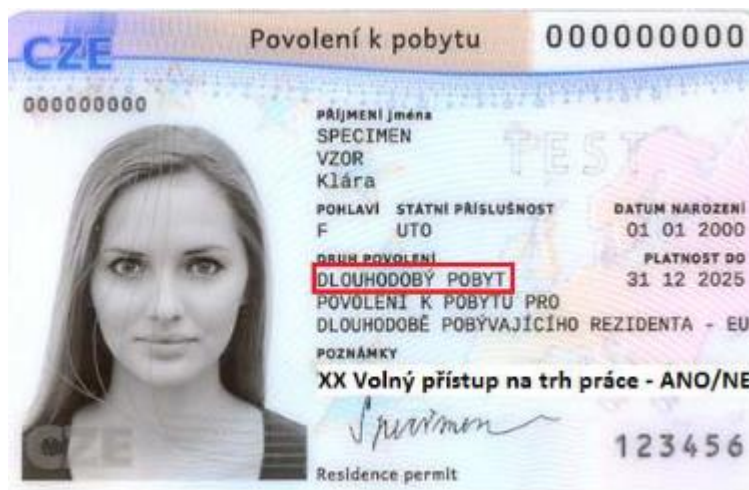 CZE Povolení k pobytu 000000000
000000000
PŘÍJMENÍ jména
SPECIMEN
VZOR
TEST
Klára
POHLAVÍ STÁTNÍ PŘÍSLUŠNOST DATUM NAROZENÍ
F UTO 01 01 2000
DRUH POVOLENÍ PLATNOST DO
DLOUHODOBÝ POBYT 31 12 2025
POVOLENÍ K POBYTU PRO
DLOUHODOBĚ POBÝVAJÍCÍHO REZIDENTA - EU
POZNÁMKY
XX Volný přístup na trh práce - ANO/NE
Specimen
CZE
123456
Residence permit